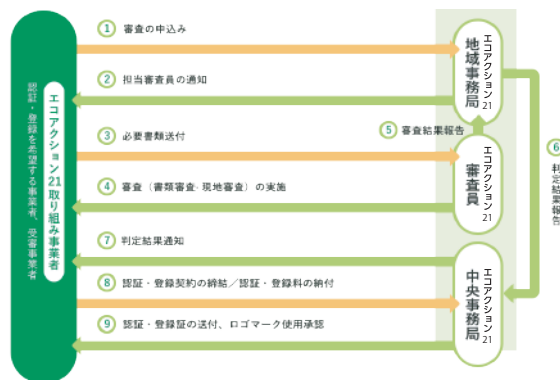 ① 審査の申込み
② 担当審査員の通知
③ 必要書類送付
④ 審査（書類審査・現地審査）の実施
⑤ 審査結果報告
⑥ 判定結果報告
⑦ 判定結果通知
⑧ 認証・登録契約の締結／認証・登録料の納付
⑨ 認証・登録証の送付、ロゴマーク使用承認
エコアクション21取り組み事業者
認証・登録を希望する事業者、受審事業者
エコアクション21
地域事務局
エコアクション21
審査員
エコアクション21
中央事務局